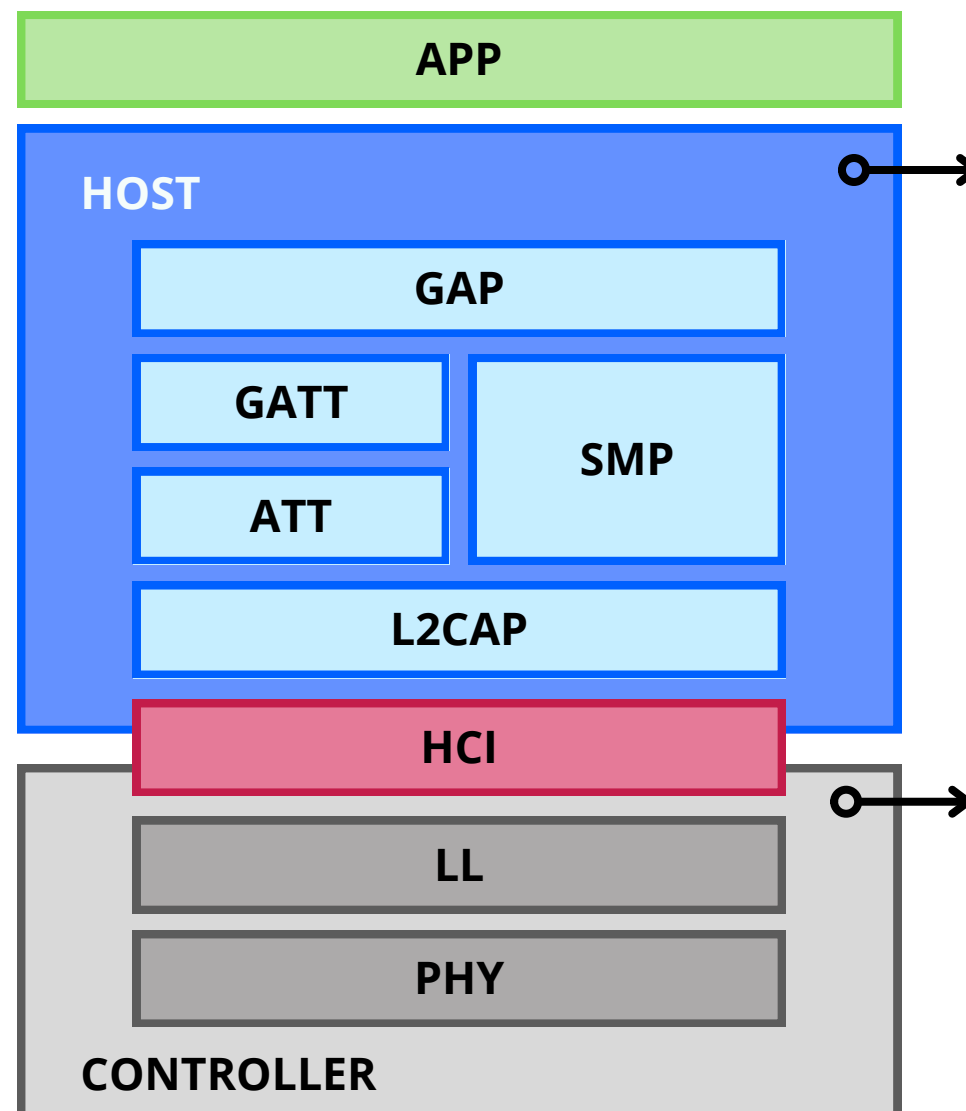 APP
HOST
GAP
GATT
SMP
ATT
L2CAP
HCI
LL
PHY
CONTROLLER